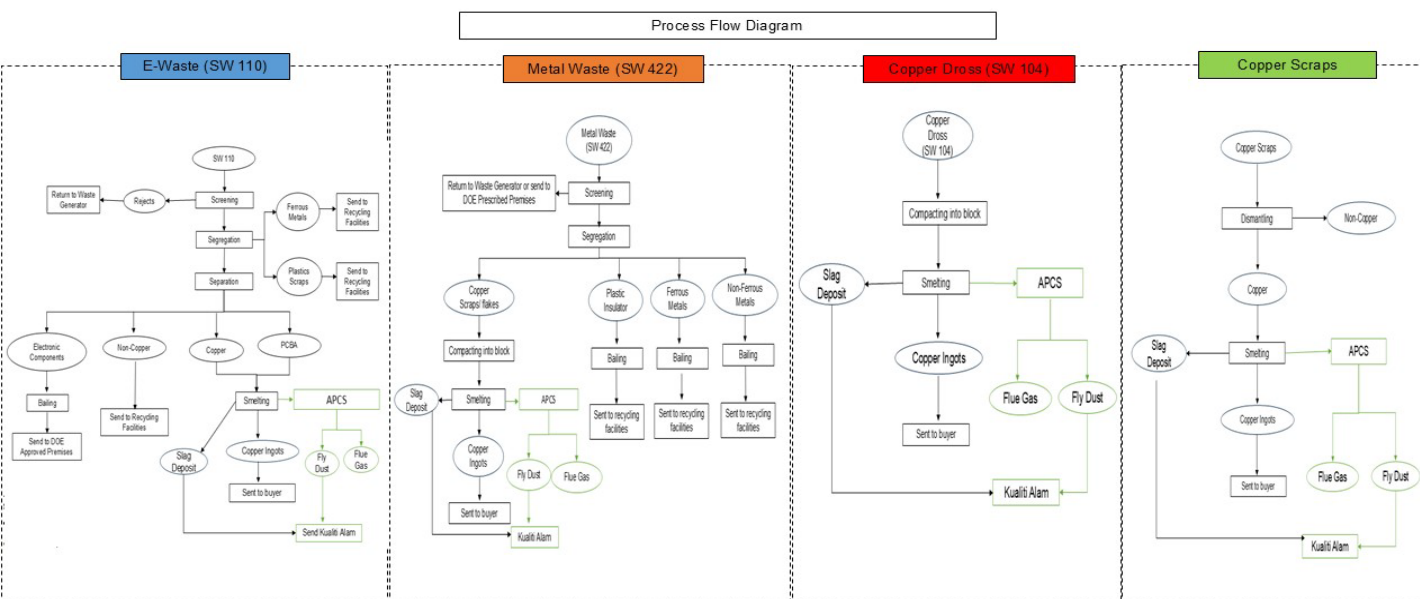 Process Flow Diagram
E-Waste (SW 110)
SW 110
Return to Waste
Generator
Rejects
Screening
Ferrous
Metals
Send to
Recycling
Facilities
Segregation
Plastics
Scraps
Send to
Recycling
Facilities
Separation
Electronic
Components
Non-Copper
Copper
PCBA
Bailing
Send to DOE
Approved Premises
Send to Recycling
Facilities
Smelting
APCS
Slag
Deposit
Copper Ingots
Fly
Dust
Flue
Gas
Sent to buyer
Send Kualiti Alam
Metal Waste (SW 422)
Metal Waste
(SW 422)
Return to Waste Generator or send to
DOE Prescribed Premises
Screening
Segregation
Copper
Scraps/ flakes
Plastic
Insulator
Ferrous
Metals
Non-Ferrous
Metals
Compacting into block
Bailing
Bailing
Bailing
Slag
Deposit
Smelting
APCS
Sent to recycling
facilities
Sent to recycling
facilities
Sent to recycling
facilities
Copper
Ingots
Fly Dust
Flue Gas
Sent to buyer
Kualiti Alam
Copper Dross (SW 104)
Copper
Dross
(SW 104)
Compacting into block
Slag
Deposit
Smelting
APCS
Copper Ingots
Flue Gas
Fly Dust
Sent to buyer
Kualiti Alam
Copper Scraps
Copper Scraps
Dismantling
Non-Copper
Copper
Slag
Deposit
Smelting
APCS
Copper Ingots
Flue Gas
Fly Dust
Sent to buyer
Kualiti Alam